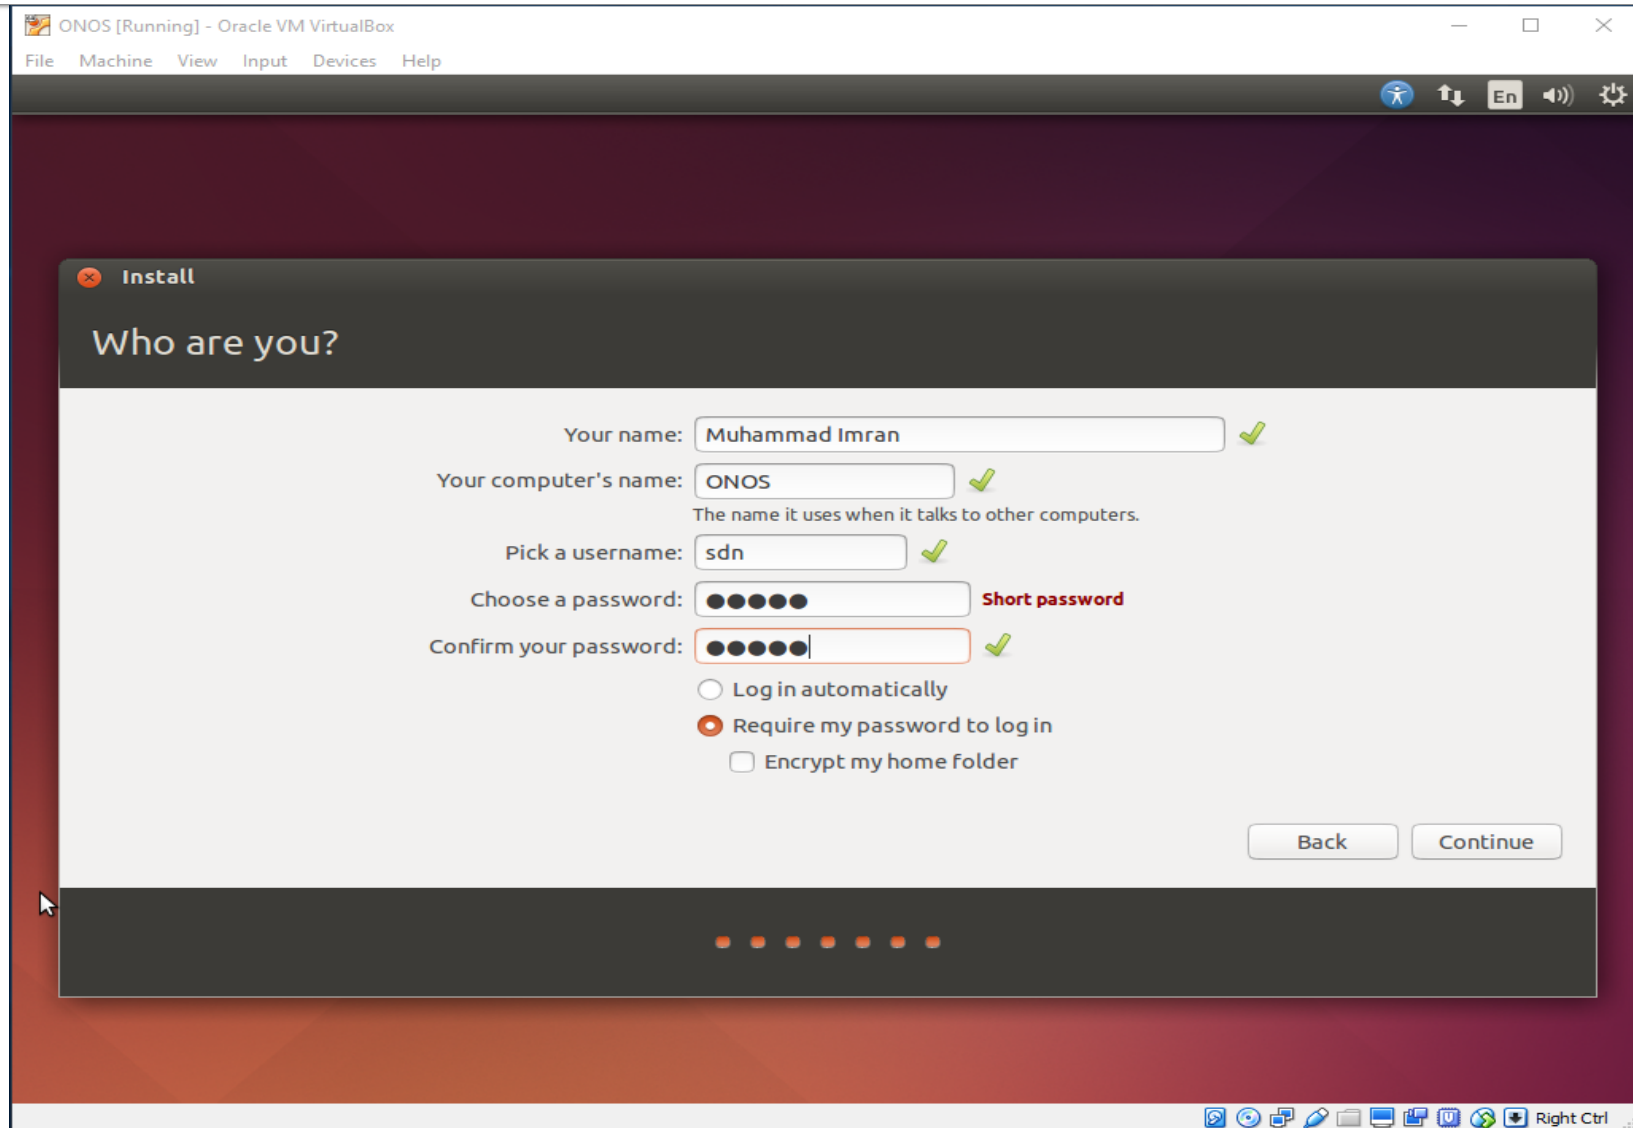 ONOS [Running] - Oracle VM VirtualBox
File Machine View Input Devices Help
En
Install
Who are you?
Your name: Muhammad Imran
Your computer's name: ONOS
The name it uses when it talks to other computers.
Pick a username: sdn
Choose a password: ●●●●● Short password
Confirm your password: ●●●●●
Log in automatically
Require my password to log in
Encrypt my home folder
Back Continue
Right Ctrl